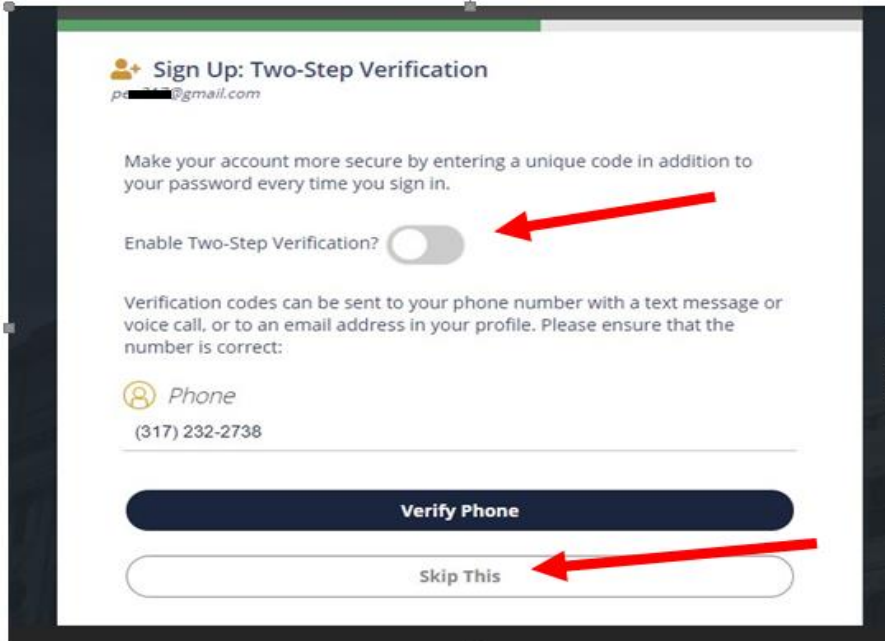 Sign Up: Two-Step Verification
@gmail.com
Make your account more secure by entering a unique code in addition to
your password every time you sign in.
Enable Two-Step Verification?
Verification codes can be sent to your phone number with a text message or
voice call, or to an email address in your profile. Please ensure that the
number is correct:
Phone
(317) 232-2738
Verify Phone
Skip This